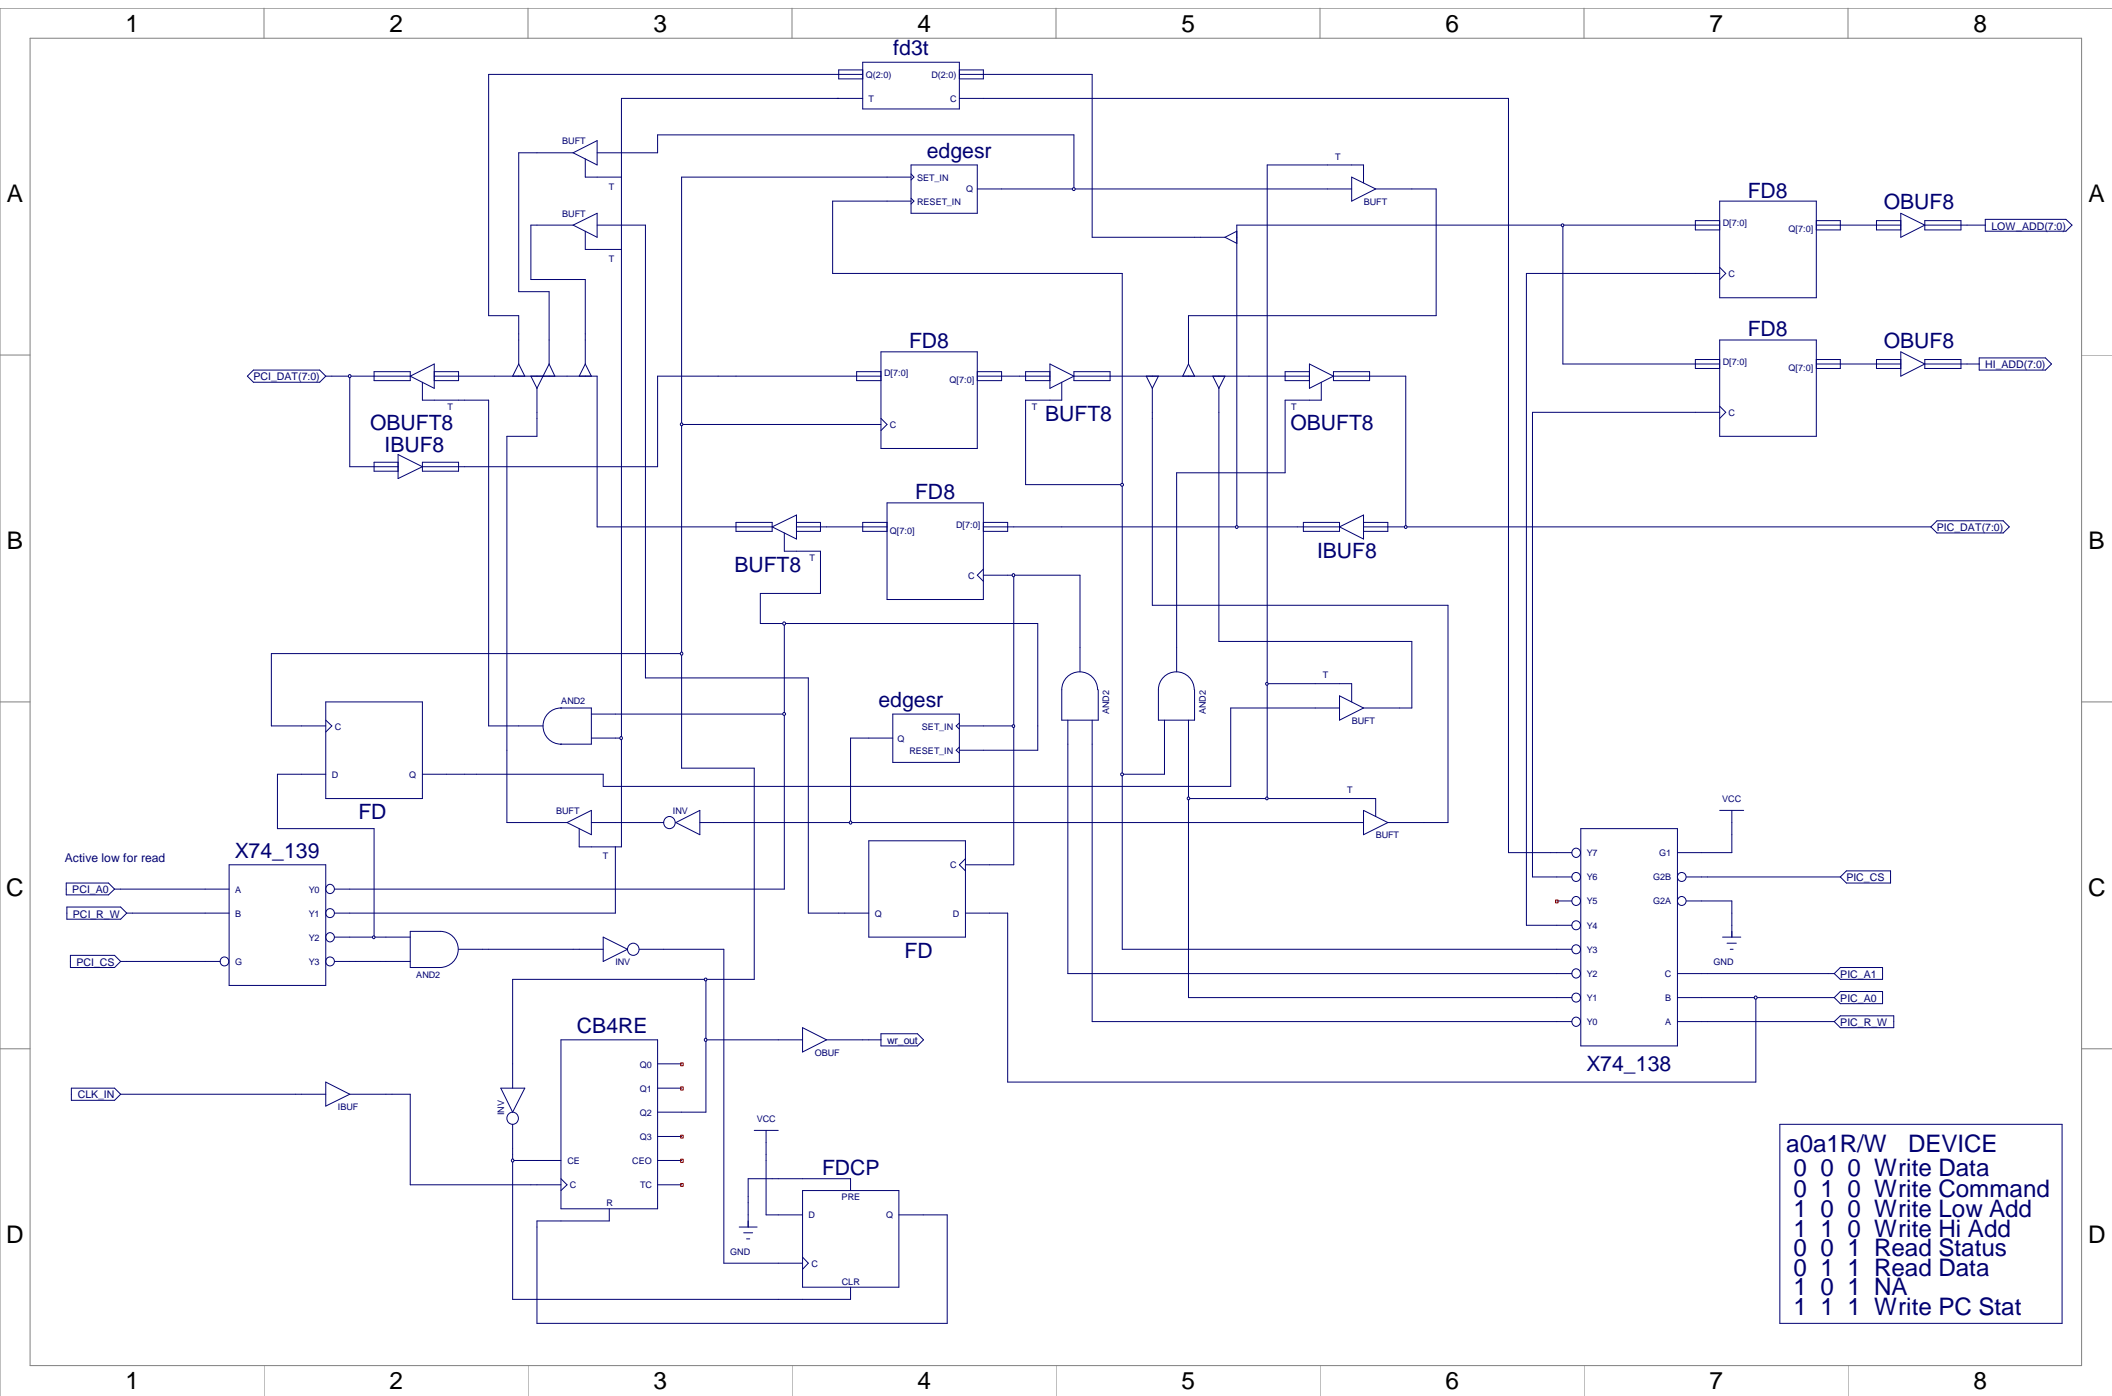 1 2 3 4 5 6 7 8
fd3t
Q(2:0) D(2:0)
T C
BUFT
T
edgesr
SET_IN
Q
RESET_IN
T
BUFT
A
A
FD8
D[7:0]
Q[7:0]
C
OBUF8
LOW_ADD(7:0)
BUFT
T
FD8
D[7:0]
Q[7:0]
C
OBUF8
HI_ADD(7:0)
PCI_DAT(7:0)
T
OBUFT8
IBUF8
FD8
D[7:0]
Q[7:0]
C
T
BUFT8
T
OBUFT8
B
B
BUFT8
T
FD8
Q[7:0]
D[7:0]
C
IBUF8
PIC_DAT(7:0)
AND2
AND2
AND2
T
BUFT
edgesr
SET_IN
Q
RESET_IN
C
D
Q
FD
BUFT
T
INV
T
BUFT
Active low for read
X74_139
PCI_A0
PCI_R_W
PCI_CS
A
B
G
Y0
Y1
Y2
Y3
AND2
INV
C
Q
D
FD
VCC
Y7
Y6
Y5
Y4
Y3
Y2
Y1
Y0
G1
G2B
G2A
C
B
A
GND
PIC_CS
PIC_A1
PIC_A0
PIC_R_W
X74_138
C
C
CB4RE
Q0
Q1
Q2
Q3
CEO
TC
CE
C
R
OBUF
wr_out
CLK_IN
IBUF
INV
VCC
GND
FDCP
PRE
D
Q
C
CLR
D
D
a0a1R/W DEVICE
0 0 0 Write Data
0 1 0 Write Command
1 0 0 Write Low Add
1 1 0 Write Hi Add
0 0 1 Read Status
0 1 1 Read Data
1 0 1 NA
1 1 1 Write PC Stat
1 2 3 4 5 6 7 8